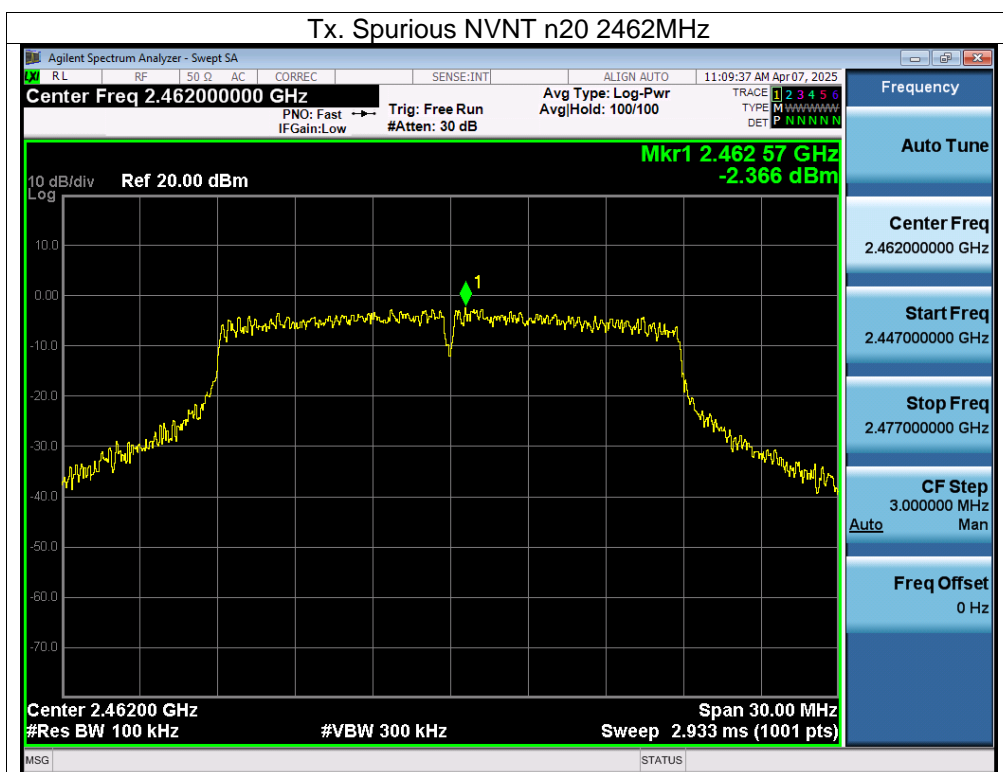 Tx. Spurious NVNT n20 2462MHz
Agilent Spectrum Analyzer - Swept SA
LXI RL RF 50 Ω AC CORREC SENSE:INT ALIGN AUTO 11:09:37 AM Apr 07, 2025
Center Freq 2.462000000 GHz
PNO: Fast
IFGain:Low
Trig: Free Run
#Atten: 30 dB
Avg Type: Log-Pwr
Avg|Hold: 100/100
TRACE 1 2 3 4 5 6
TYPE M WWWWW
DET P N N N N N
Mkr1 2.462 57 GHz
-2.366 dBm
10 dB/div Ref 20.00 dBm
Log
10.0
1
0.00
-10.0
-20.0
-30.0
-40.0
-50.0
-60.0
-70.0
Center 2.46200 GHz Span 30.00 MHz
#Res BW 100 kHz #VBW 300 kHz Sweep 2.933 ms (1001 pts)
MSG STATUS
Frequency
Auto Tune
Center Freq
2.462000000 GHz
Start Freq
2.447000000 GHz
Stop Freq
2.477000000 GHz
CF Step
3.000000 MHz
Auto Man
Freq Offset
0 Hz